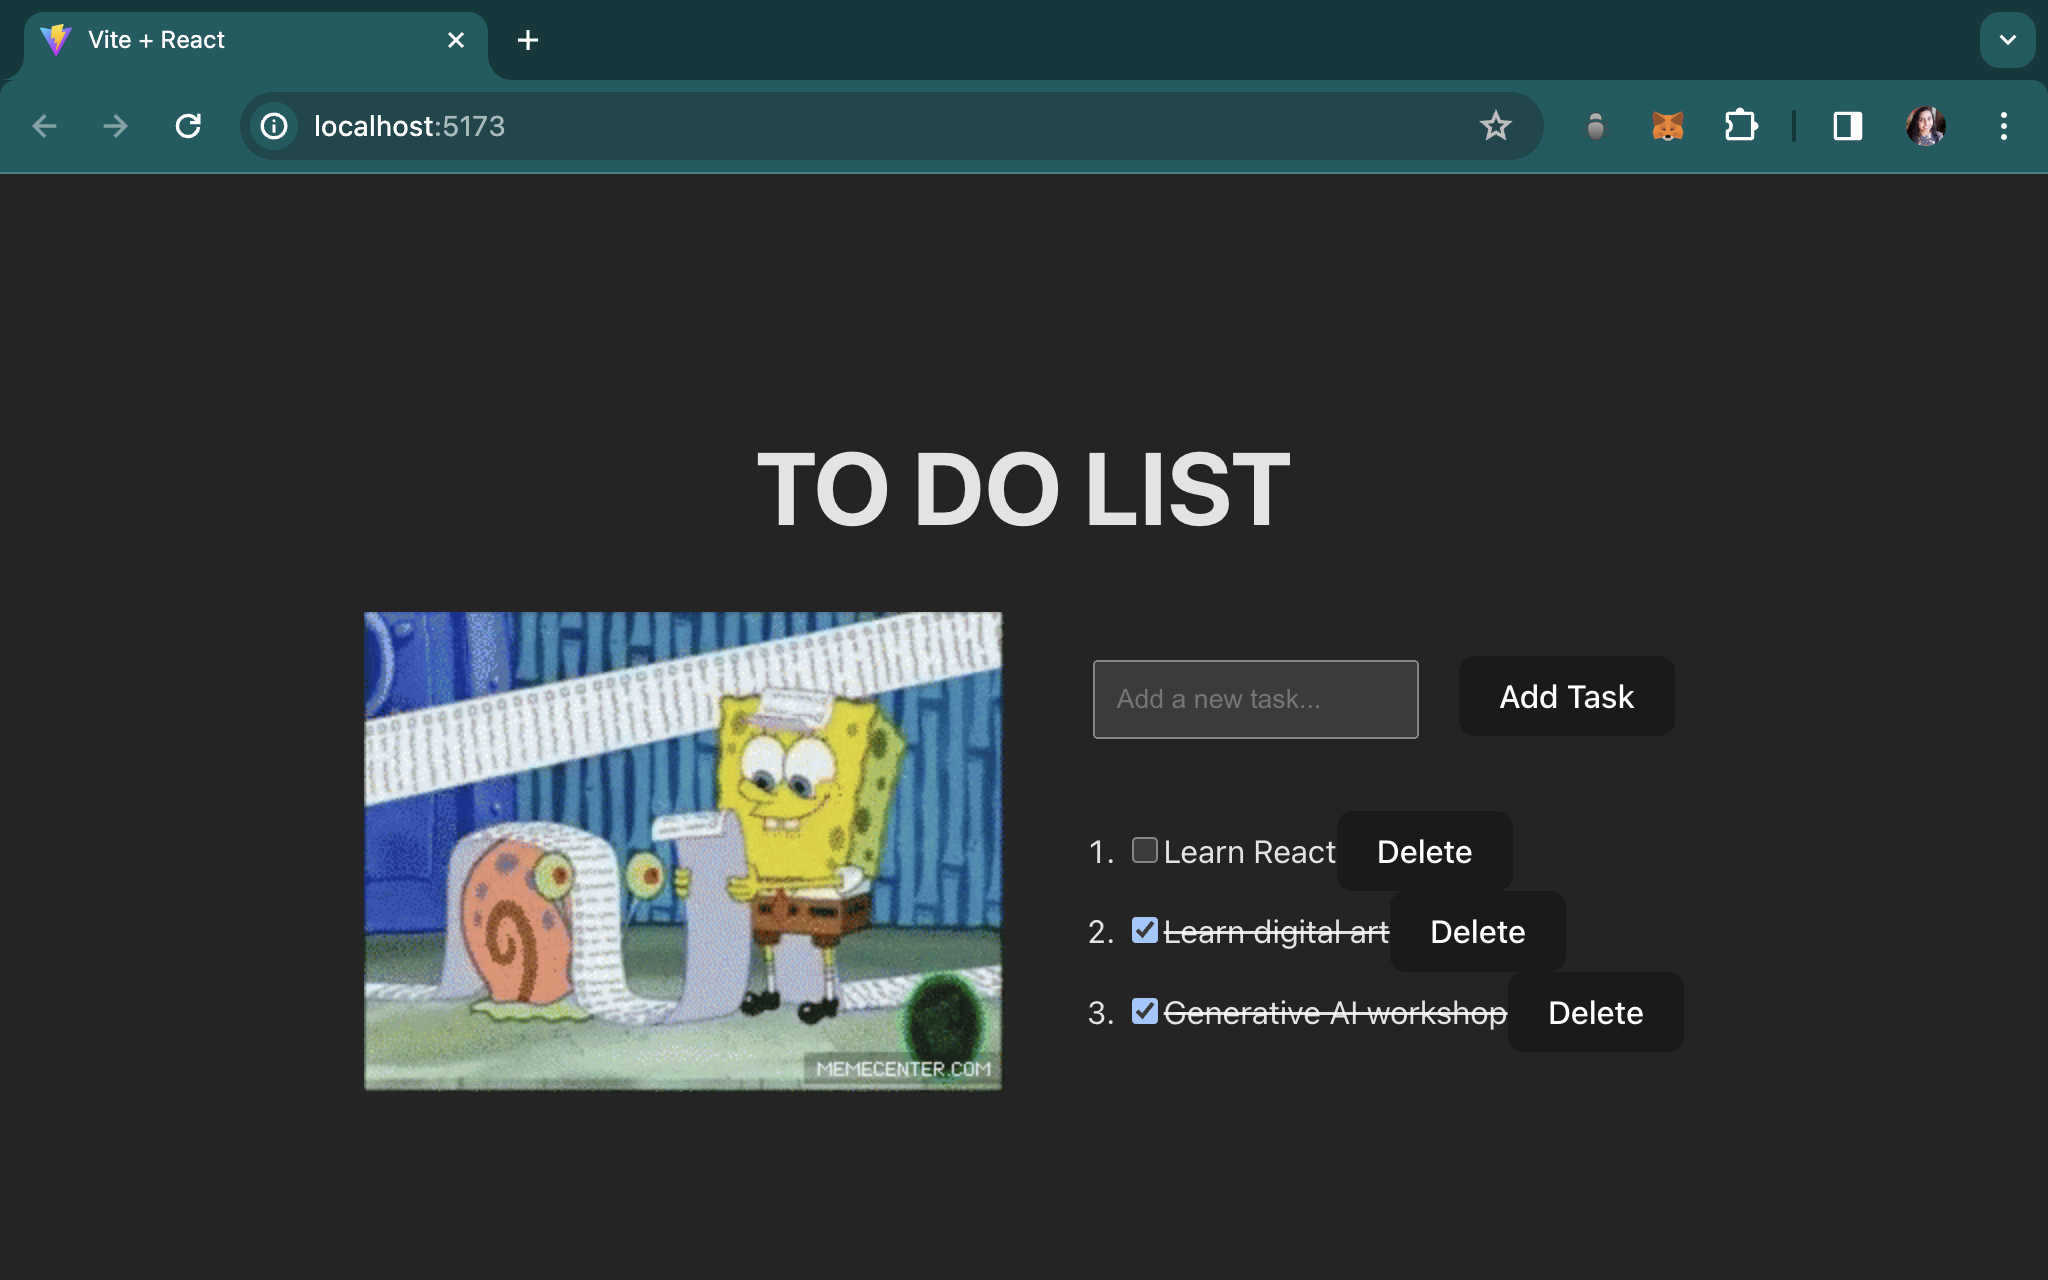 Vite + React
localhost:5173
TO DO LIST
Add a new task...
Add Task
1. Learn React Delete
2. Learn digital art Delete
3. Generative AI workshop Delete
MEMECENTER.COM